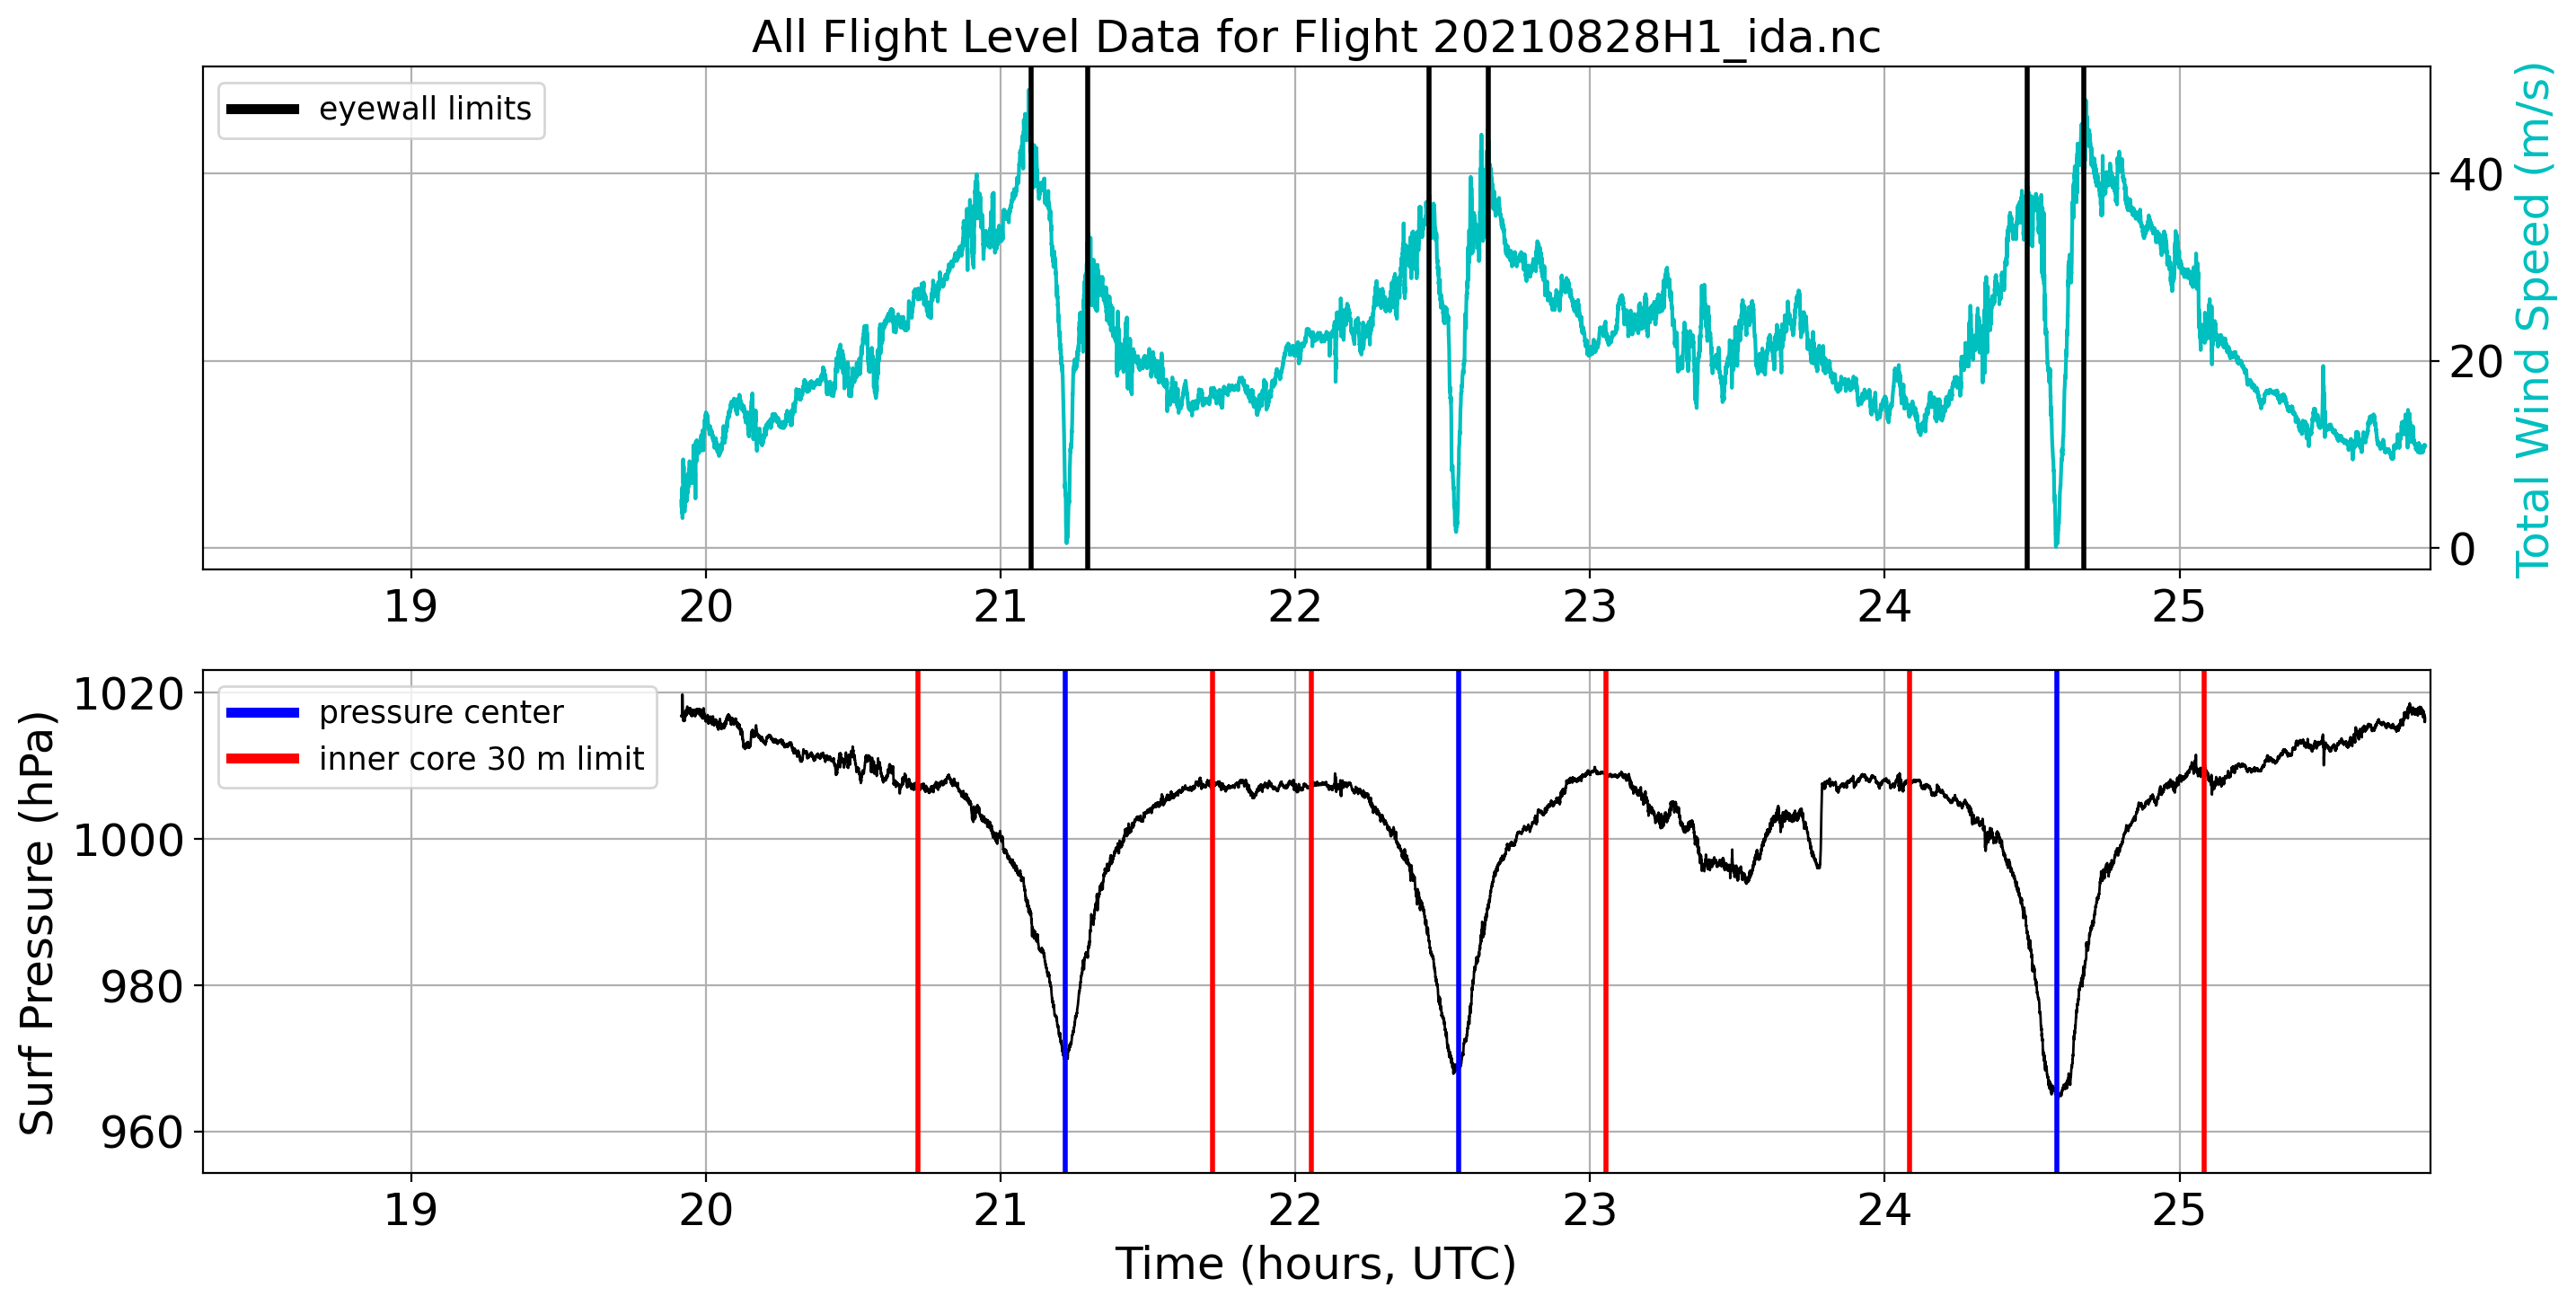 All Flight Level Data for Flight 20210828H1_ida.nc
eyewall limits
40
20
0
Total Wind Speed (m/s)
19 20 21 22 23 24 25
1020
1000
980
960
Surf Pressure (hPa)
pressure center
inner core 30 m limit
19 20 21 22 23 24 25
Time (hours, UTC)